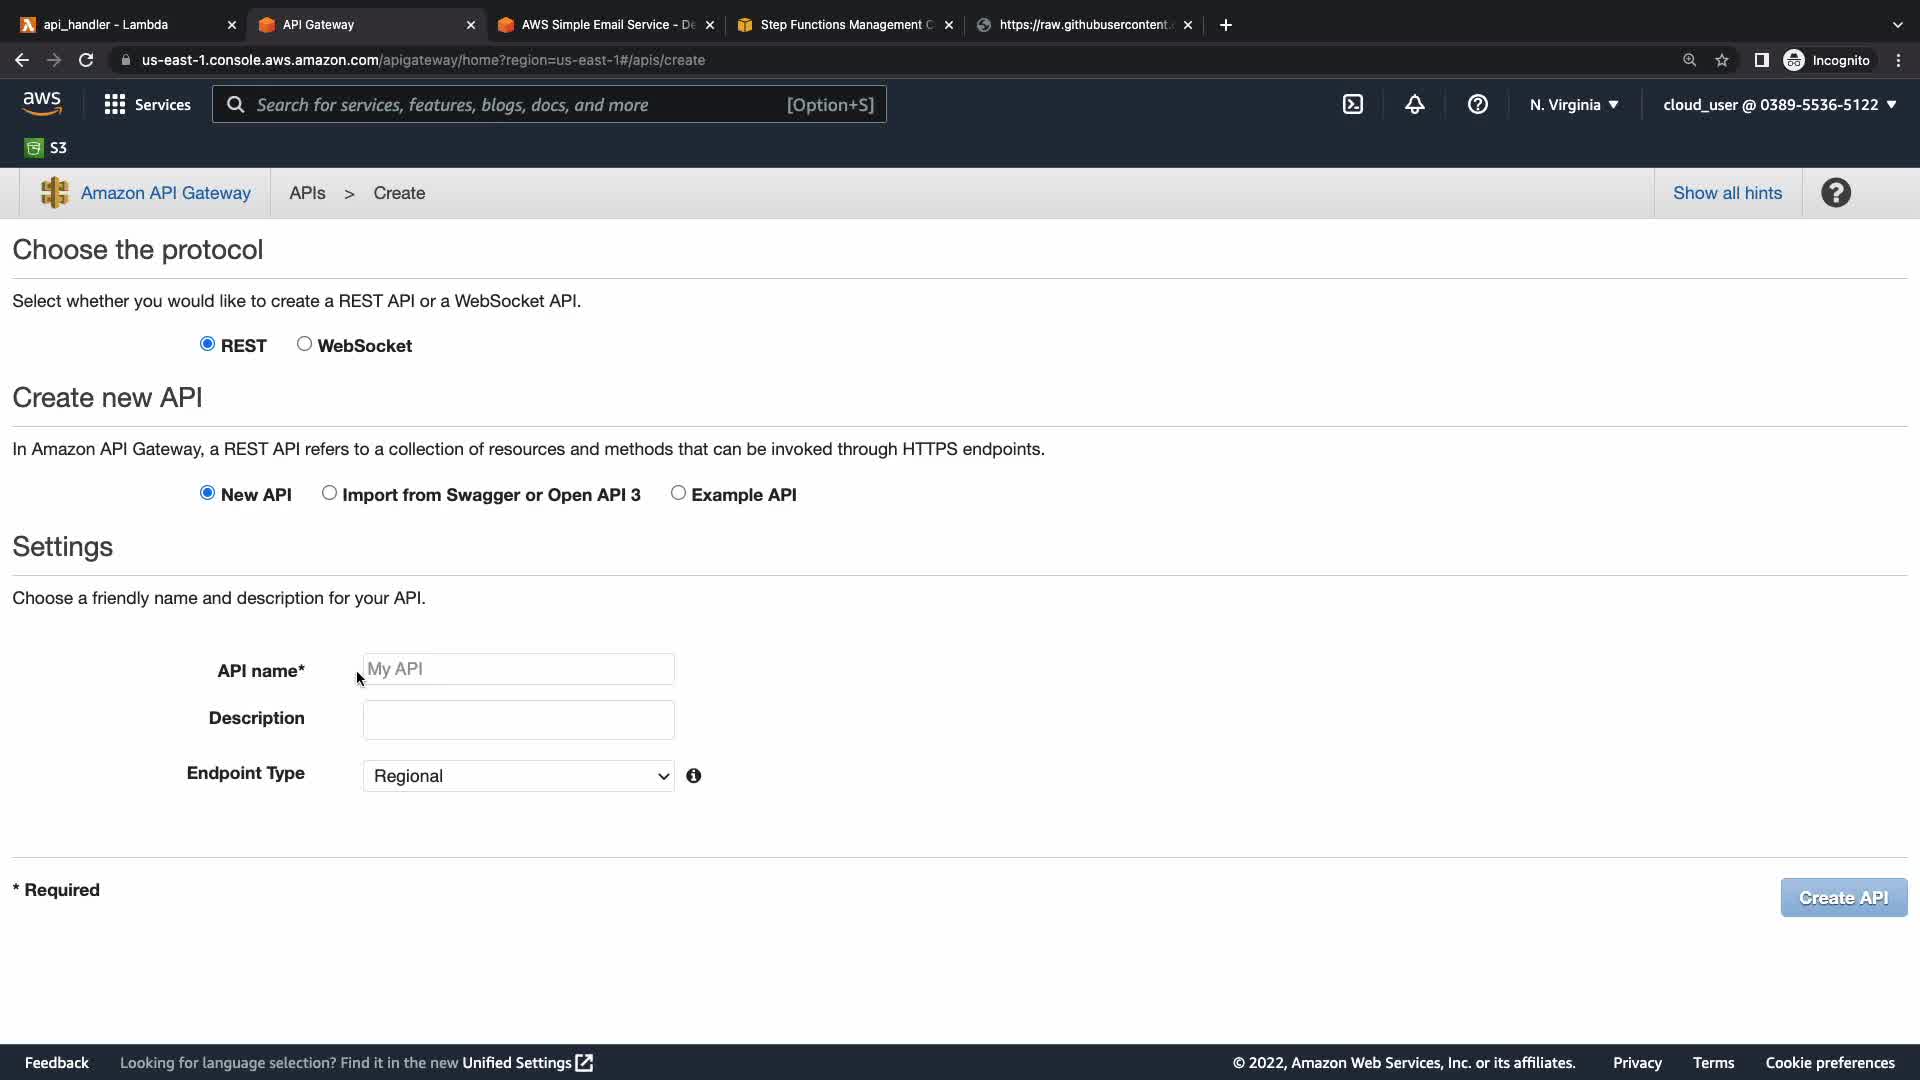 api_handler - Lambda
API Gateway
AWS Simple Email Service - De
Step Functions Management C
https://raw.githubusercontent.
us-east-1.console.aws.amazon.com/apigateway/home?region=us-east-1#/apis/create
Incognito
aws
Services
Search for services, features, blogs, docs, and more
[Option+S]
N. Virginia
cloud_user @ 0389-5536-5122
S3
Amazon API Gateway
APIs > Create
Show all hints
Choose the protocol
Select whether you would like to create a REST API or a WebSocket API.
REST
WebSocket
Create new API
In Amazon API Gateway, a REST API refers to a collection of resources and methods that can be invoked through HTTPS endpoints.
New API
Import from Swagger or Open API 3
Example API
Settings
Choose a friendly name and description for your API.
API name*
My API
Description
Endpoint Type
Regional
* Required
Create API
Feedback
Looking for language selection? Find it in the new Unified Settings
© 2022, Amazon Web Services, Inc. or its affiliates.
Privacy
Terms
Cookie preferences